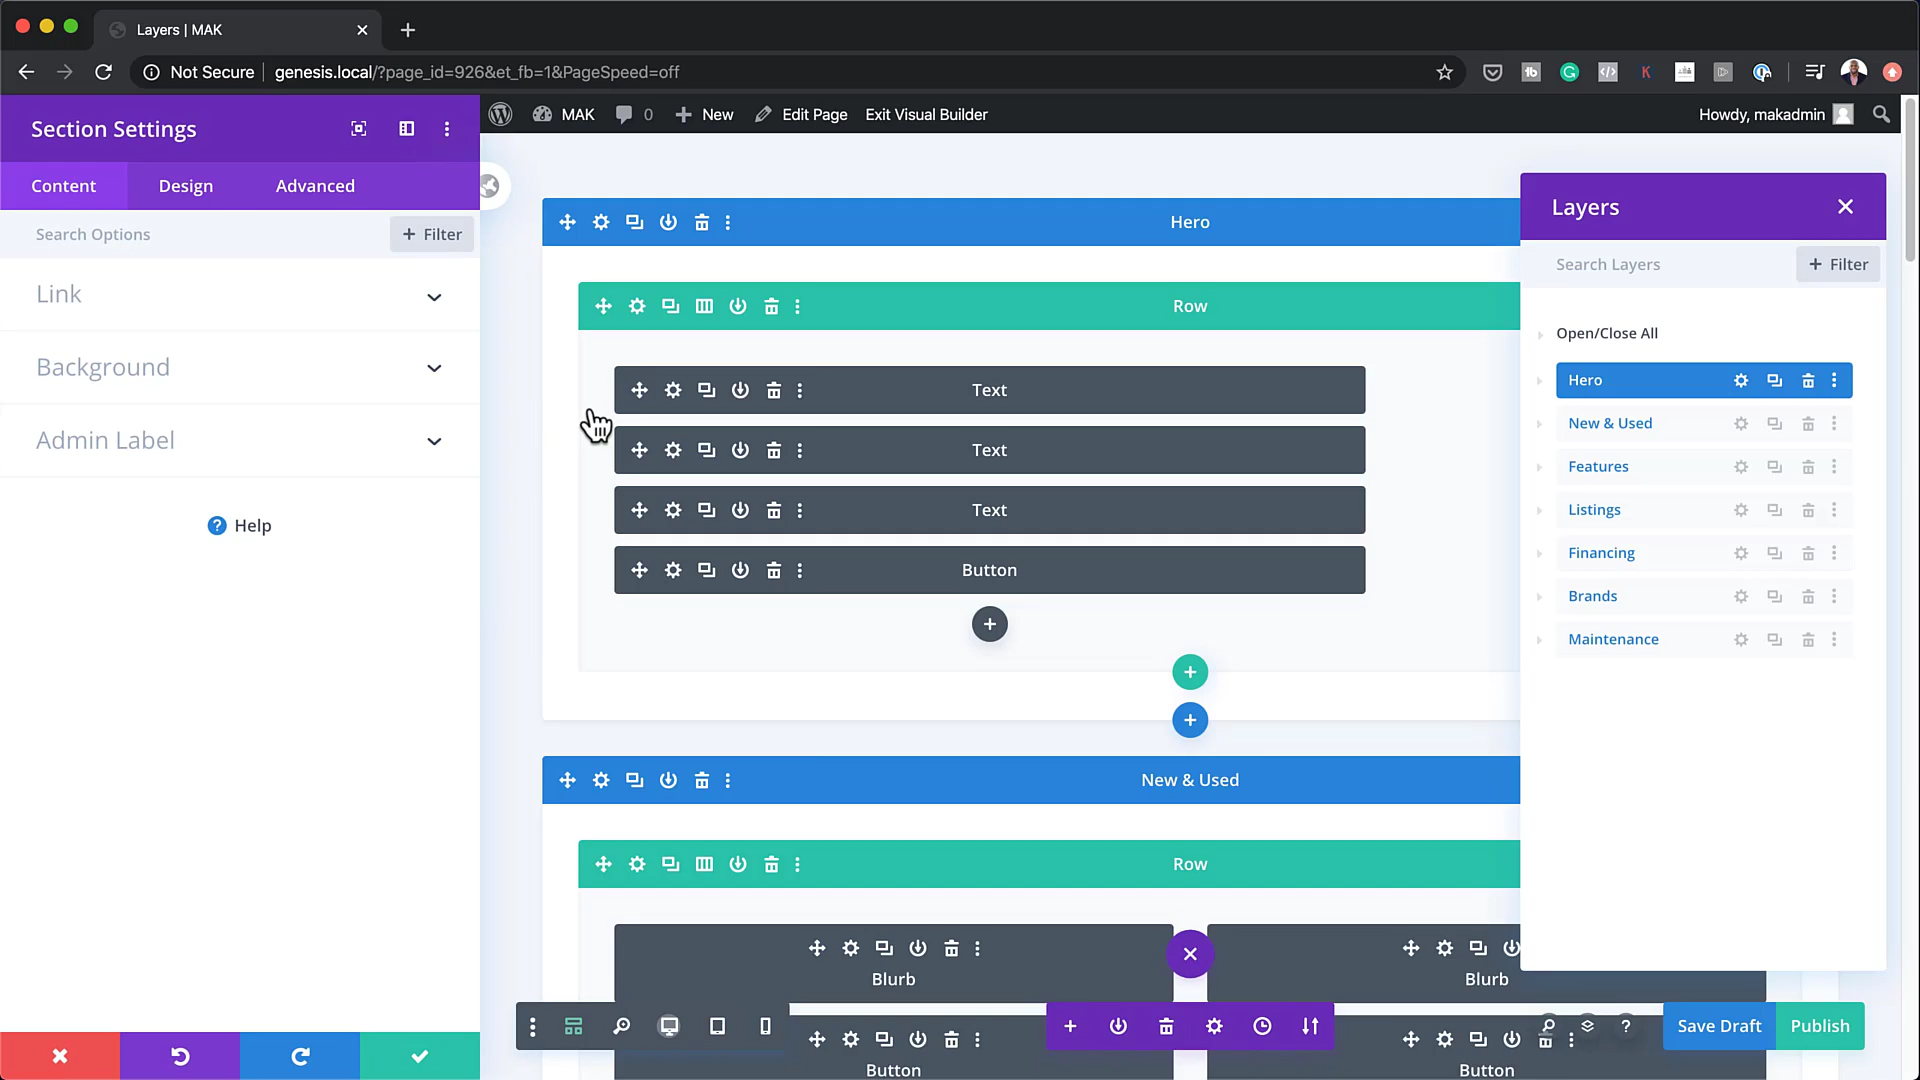 Layers | MAK
Not Secure
genesis.local/?page_id=926&et_fb=1&PageSpeed=off
Section Settings
Content
Design
Advanced
Search Options
+ Filter
Link
Background
Admin Label
? Help
MAK
0
New
Edit Page
Exit Visual Builder
Howdy, makadmin
Hero
Row
Text
Text
Text
Button
New & Used
Row
Blurb
Blurb
Button
Button
Layers
Search Layers
+ Filter
Open/Close All
Hero
New & Used
Features
Listings
Financing
Brands
Maintenance
?
Save Draft
Publish